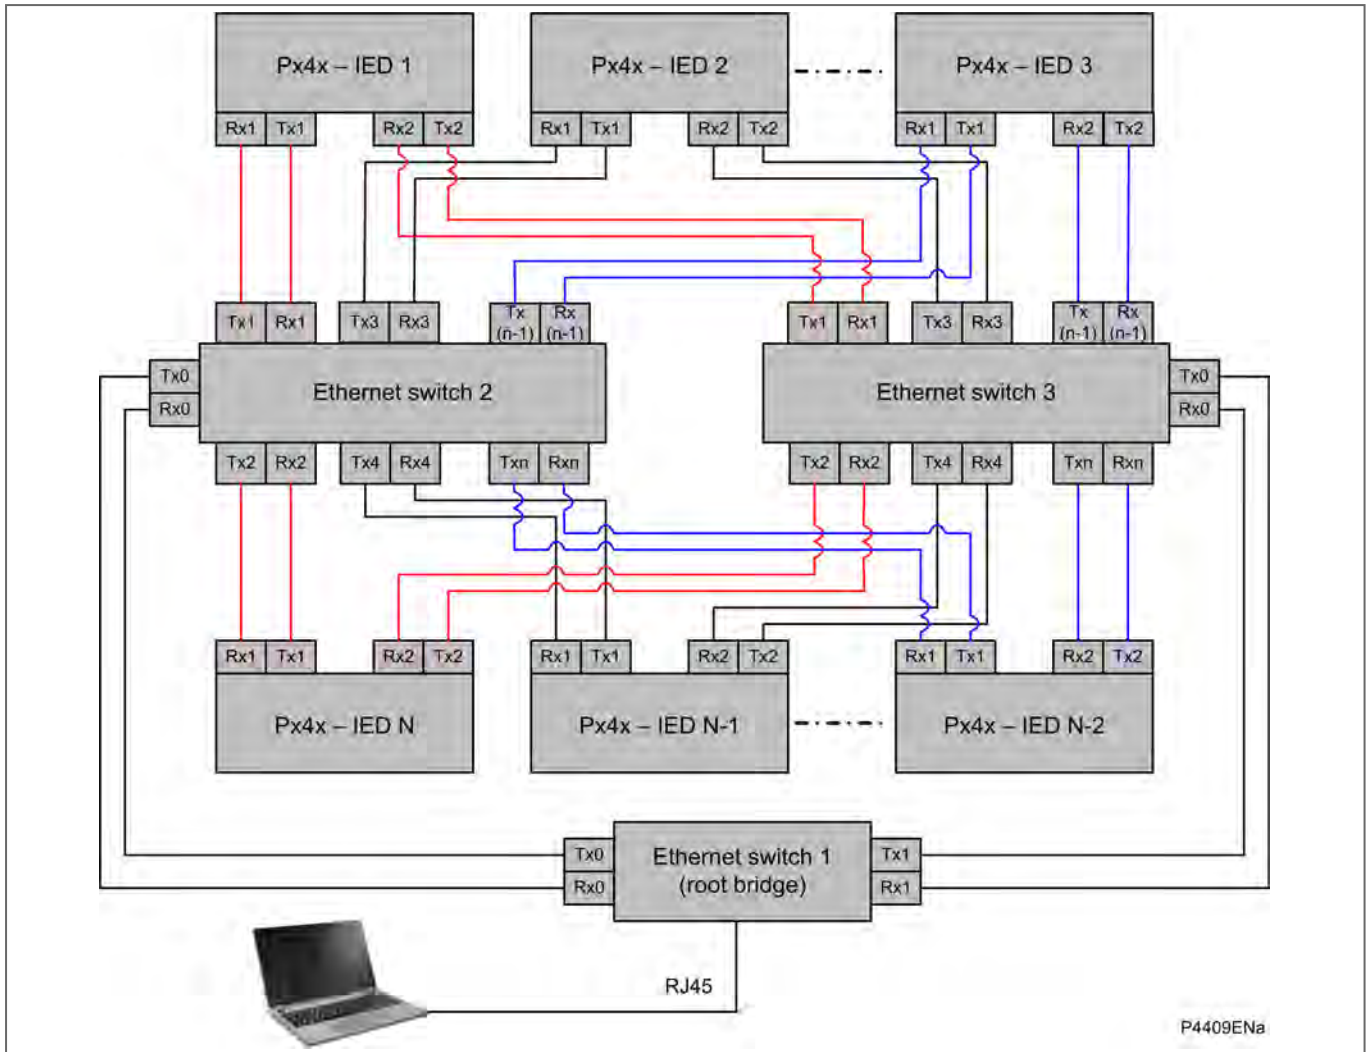 Px4x – IED 1
Px4x – IED 2
Px4x – IED 3
Rx1 Tx1 Rx2 Tx2
Rx1 Tx1 Rx2 Tx2
Rx1 Tx1 Rx2 Tx2
Tx1 Rx1 Tx3 Rx3 Tx (n-1) Rx (n-1)
Tx1 Rx1 Tx3 Rx3 Tx (n-1) Rx (n-1)
Tx0
Rx0
Ethernet switch 2
Ethernet switch 3
Tx0
Rx0
Tx2 Rx2 Tx4 Rx4 Txn Rxn
Tx2 Rx2 Tx4 Rx4 Txn Rxn
Rx1 Tx1 Rx2 Tx2
Rx1 Tx1 Rx2 Tx2
Rx1 Tx1 Rx2 Tx2
Px4x – IED N
Px4x – IED N-1
Px4x – IED N-2
Tx0
Rx0
Ethernet switch 1
(root bridge)
Tx1
Rx1
RJ45
P4409ENa